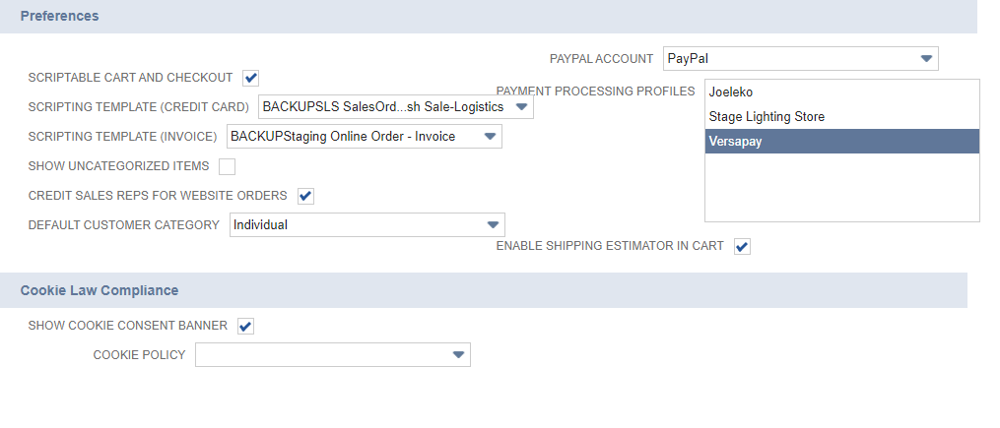 Preferences
PAYPAL ACCOUNT PayPal
SCRIPTABLE CART AND CHECKOUT
PAYMENT PROCESSING PROFILES Joeleko
SCRIPTING TEMPLATE (CREDIT CARD) BACKUPSLS SalesOrd...sh Sale-Logistics
Stage Lighting Store
SCRIPTING TEMPLATE (INVOICE) BACKUPStaging Online Order - Invoice
Versapay
SHOW UNCATEGORIZED ITEMS
CREDIT SALES REPS FOR WEBSITE ORDERS
DEFAULT CUSTOMER CATEGORY Individual
ENABLE SHIPPING ESTIMATOR IN CART
Cookie Law Compliance
SHOW COOKIE CONSENT BANNER
COOKIE POLICY